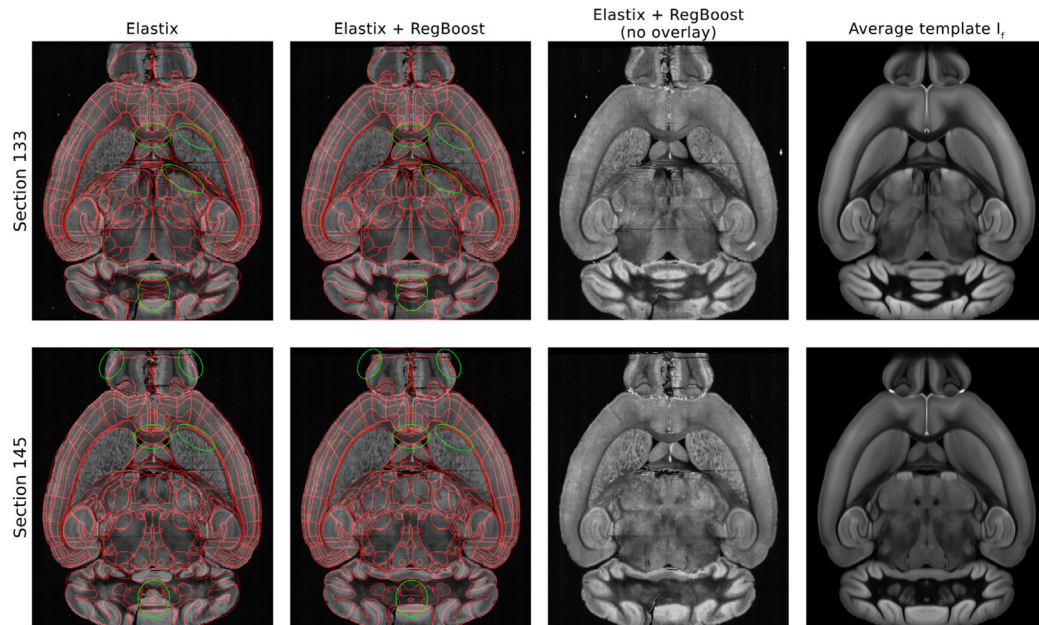 Elastix
Elastix + RegBoost
Elastix + RegBoost
(no overlay)
Average template I_f
Section 133
Section 145